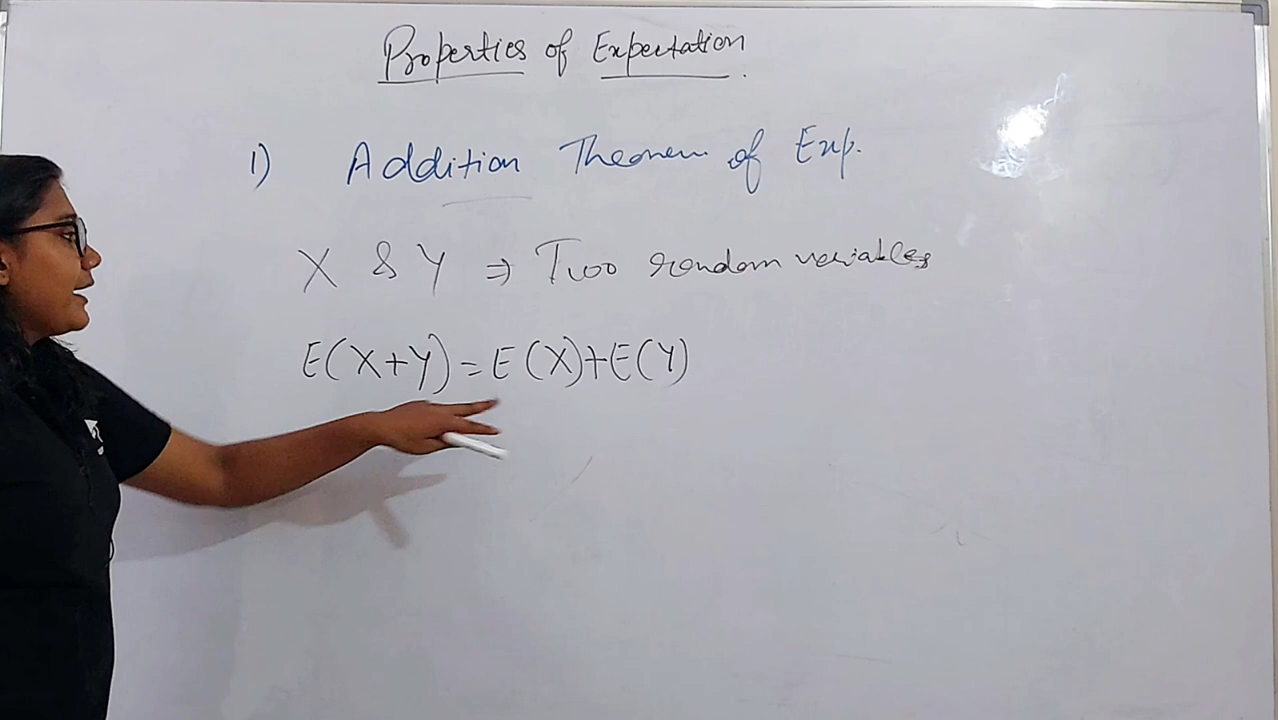 Properties of Expectation.
1) Addition Theorem of Exp.
X & Y ⇒ Two random variables
E(X+Y) = E(X)+E(Y)